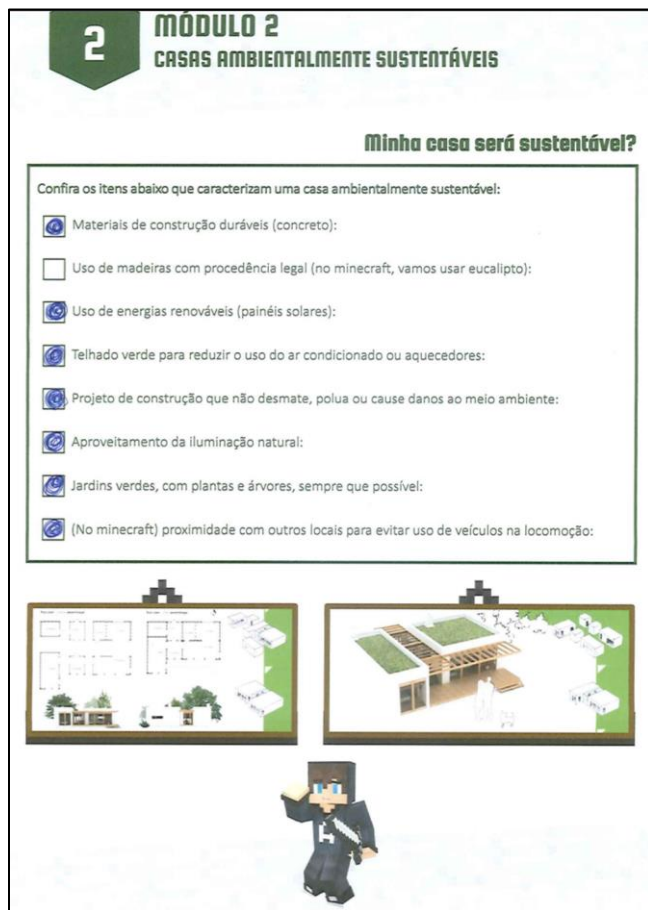 2
MÓDULO 2
CASAS AMBIENTALMENTE SUSTENTÁVEIS
Minha casa será sustentável?
Confira os itens abaixo que caracterizam uma casa ambientalmente sustentável:
Materiais de construção duráveis (concreto):
Uso de madeiras com procedência legal (no minecraft, vamos usar eucalipto):
Uso de energias renováveis (painéis solares):
Telhado verde para reduzir o uso do ar condicionado ou aquecedores:
Projeto de construção que não desmate, polua ou cause danos ao meio ambiente:
Aproveitamento da iluminação natural:
Jardins verdes, com plantas e árvores, sempre que possível:
(No minecraft) proximidade com outros locais para evitar uso de veículos na locomoção: